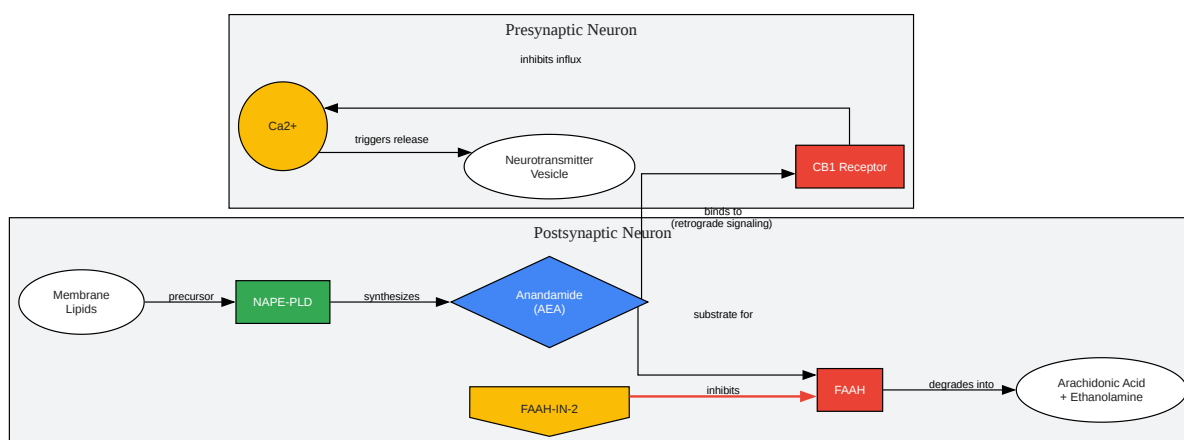 Presynaptic Neuron
inhibits influx
Ca2+
triggers release
Neurotransmitter
Vesicle
CB1 Receptor
binds to
(retrograde signaling)
Postsynaptic Neuron
Membrane
Lipids
precursor
NAPE-PLD
synthesizes
Anandamide
(AEA)
substrate for
FAAH-IN-2
inhibits
FAAH
degrades into
Arachidonic Acid
+ Ethanolamine